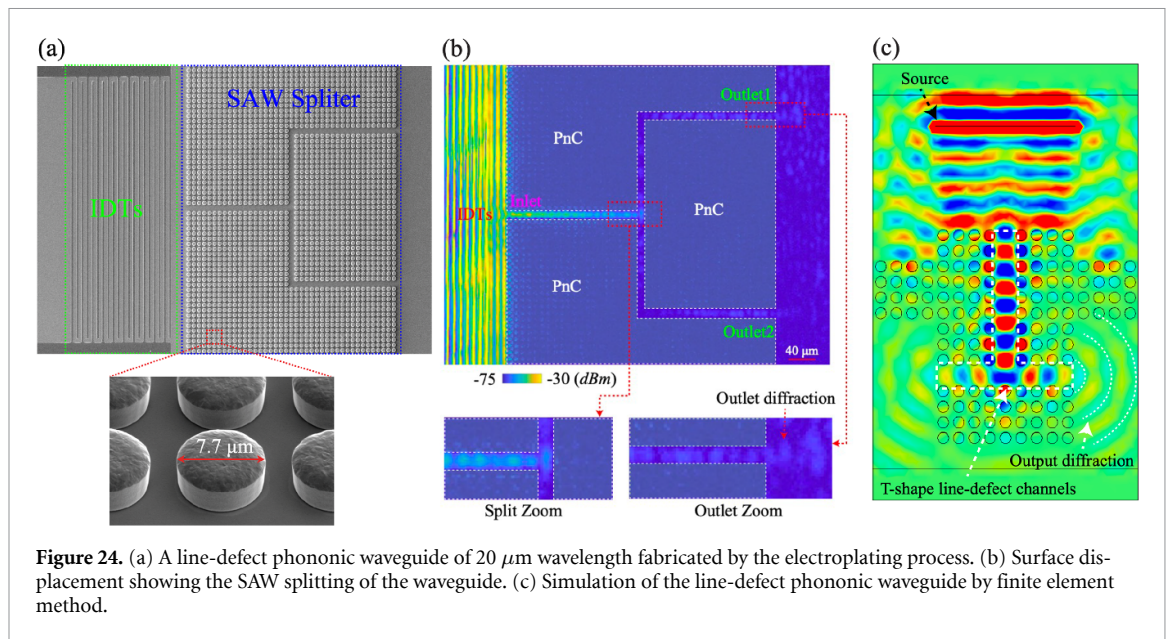 (a)
IDTs
SAW Spliter
7.7 μm
(b)
Outlet1
PnC
IDTs
Inlet
PnC
PnC
Outlet2
40 μm
-75
-30 (dBm)
Outlet diffraction
Split Zoom
Outlet Zoom
(c)
Source
Output diffraction
T-shape line-defect channels
Figure 24. (a) A line-defect phononic waveguide of 20 μm wavelength fabricated by the electroplating process. (b) Surface dis-
placement showing the SAW splitting of the waveguide. (c) Simulation of the line-defect phononic waveguide by finite element
method.